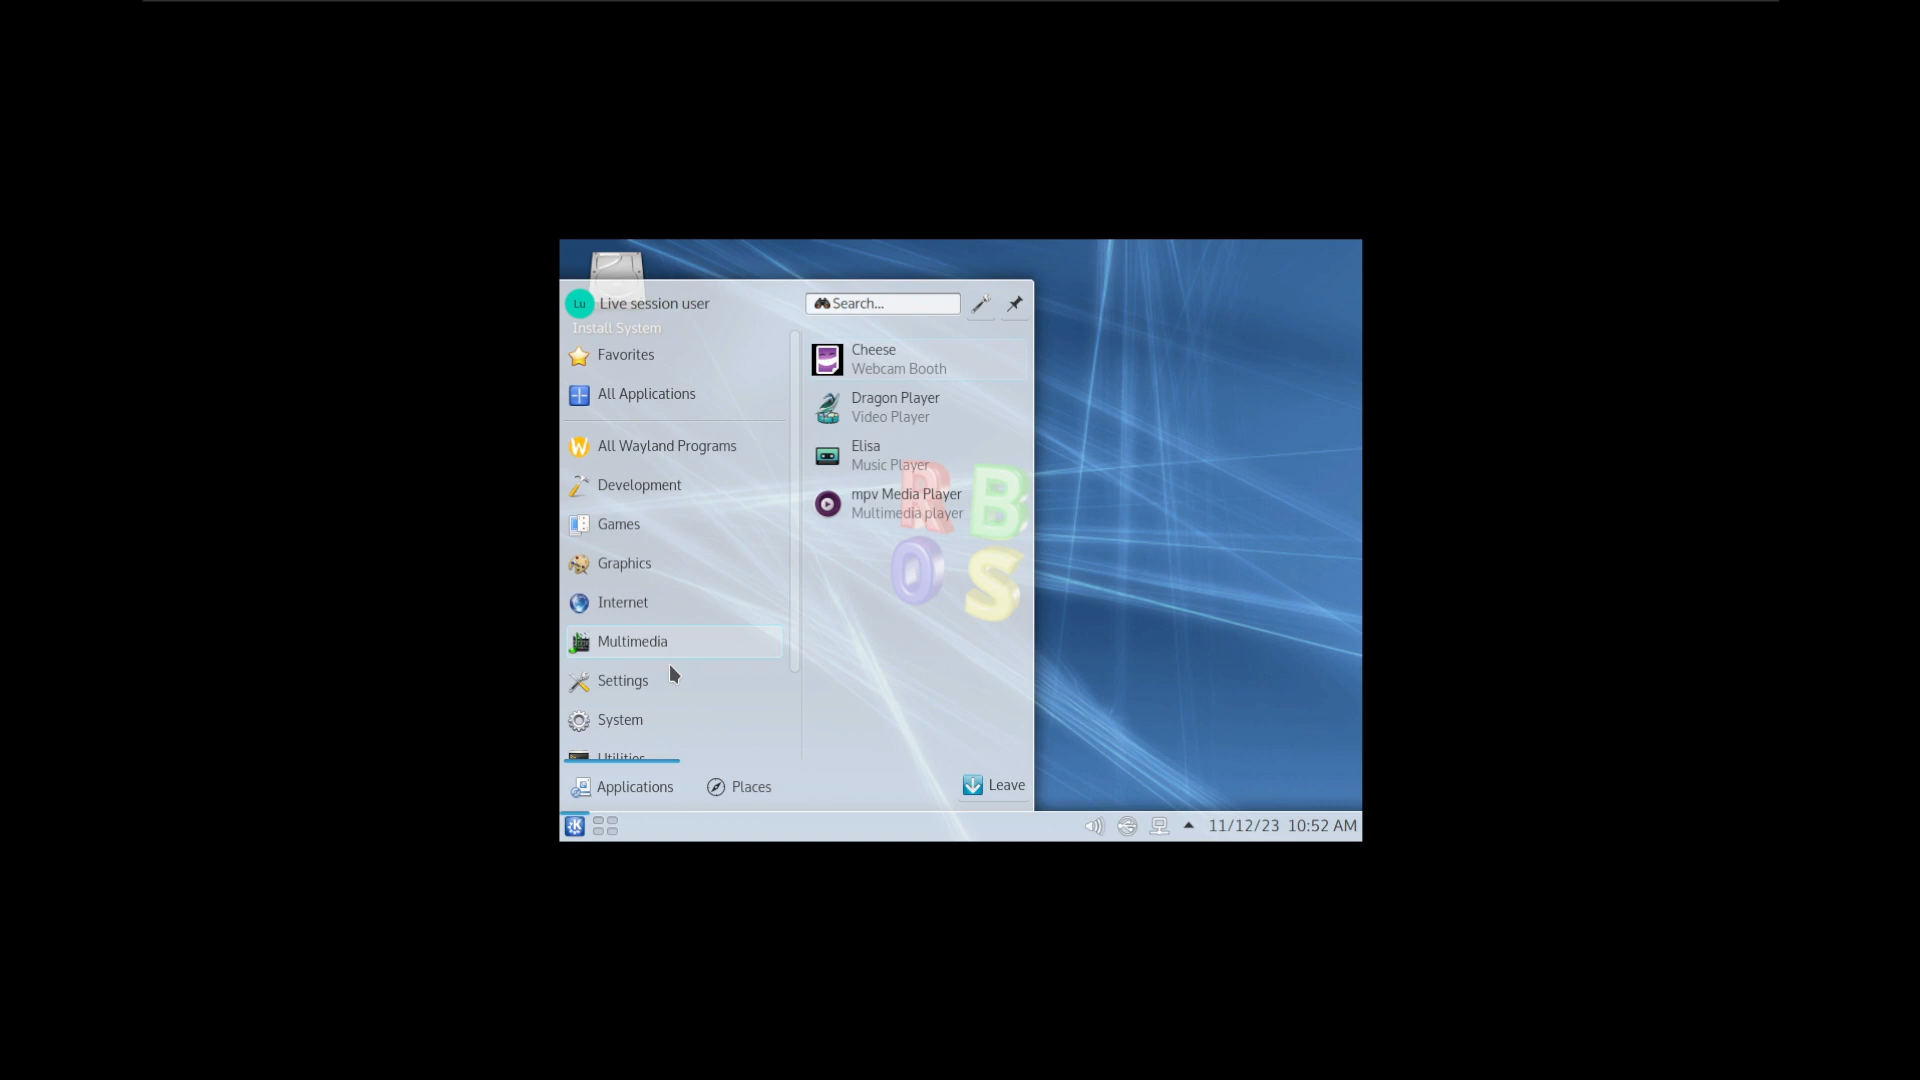 Lu Live session user
Search...
Install System
Favorites
All Applications
All Wayland Programs
Development
Games
Graphics
Internet
Multimedia
Settings
System
Utilities
Cheese
Webcam Booth
Dragon Player
Video Player
Elisa
Music Player
mpv Media Player
Multimedia player
R B
O S
Applications
Places
Leave
K
11/12/23 10:52 AM